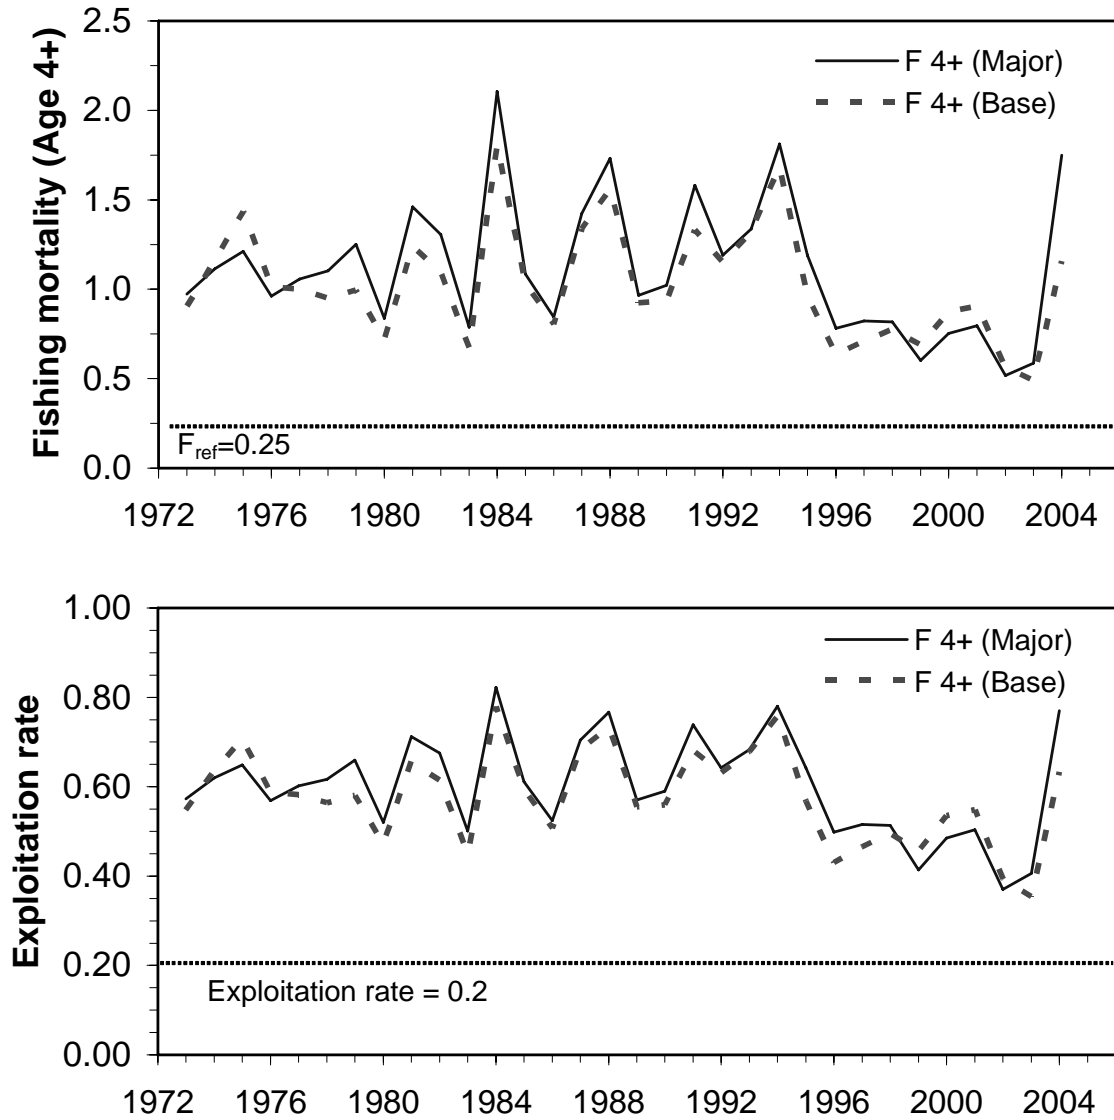 Fishing mortality (Age 4+)
2.5
2.0
1.5
1.0
0.5
0.0
F 4+ (Major)
F 4+ (Base)
Fref=0.25
1972 1976 1980 1984 1988 1992 1996 2000 2004
Exploitation rate
1.00
0.80
0.60
0.40
0.20
0.00
F 4+ (Major)
F 4+ (Base)
Exploitation rate = 0.2
1972 1976 1980 1984 1988 1992 1996 2000 2004